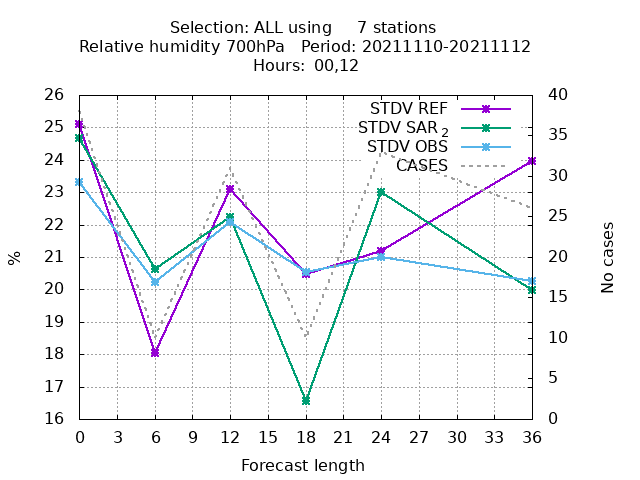 Selection: ALL using     7 stations
Relative humidity 700hPa   Period: 20211110-20211112
Hours:  00,12
STDV REF
STDV SAR 2
STDV OBS
CASES
%
26
25
24
23
22
21
20
19
18
17
16
40
35
30
25
20
15
10
5
0
No cases
0 3 6 9 12 15 18 21 24 27 30 33 36
Forecast length